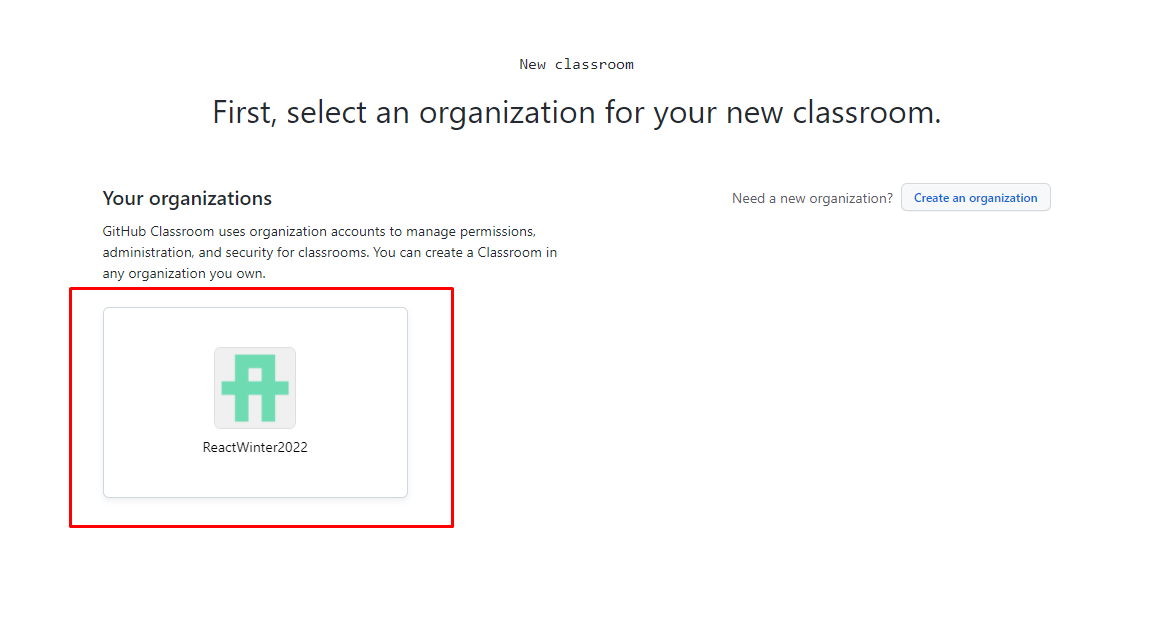 New classroom
First, select an organization for your new classroom.
Your organizations
Need a new organization?
Create an organization
GitHub Classroom uses organization accounts to manage permissions,
administration, and security for classrooms. You can create a Classroom in
any organization you own.
ReactWinter2022